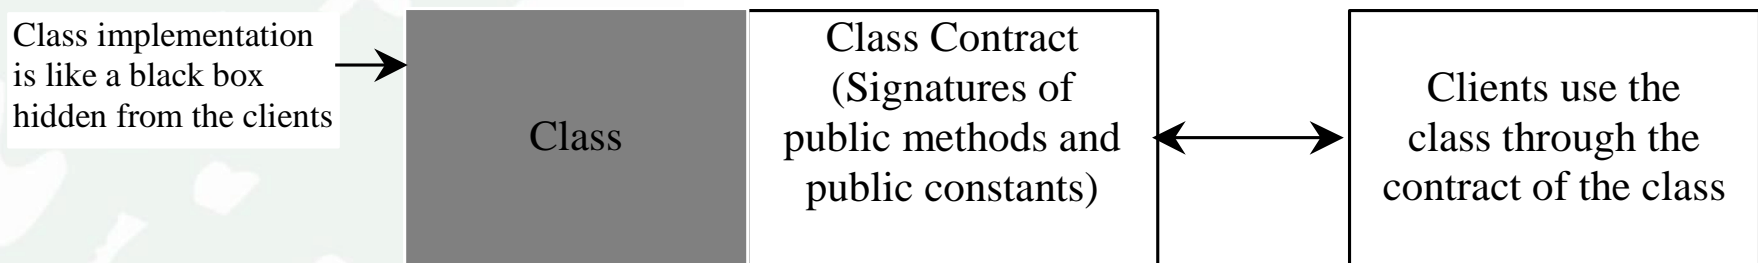 Class implementation
is like a black box
hidden from the clients
Class
Class Contract
(Signatures of
public methods and
public constants)
Clients use the
class through the
contract of the class